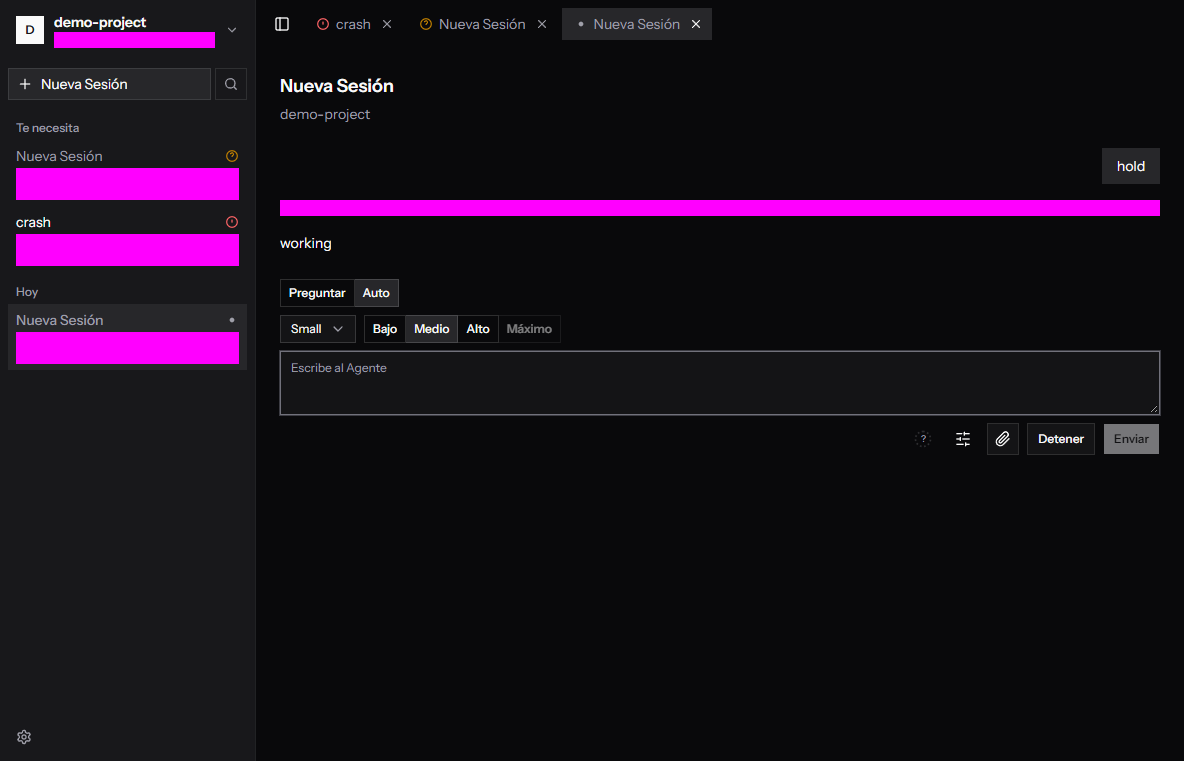 D
demo-project
Nueva Sesión
Te necesita
Nueva Sesión
crash
Hoy
Nueva Sesión
crash
Nueva Sesión
Nueva Sesión
Nueva Sesión
demo-project
hold
working
Preguntar Auto
Small Bajo Medio Alto Máximo
Escribe al Agente
? Detener Enviar